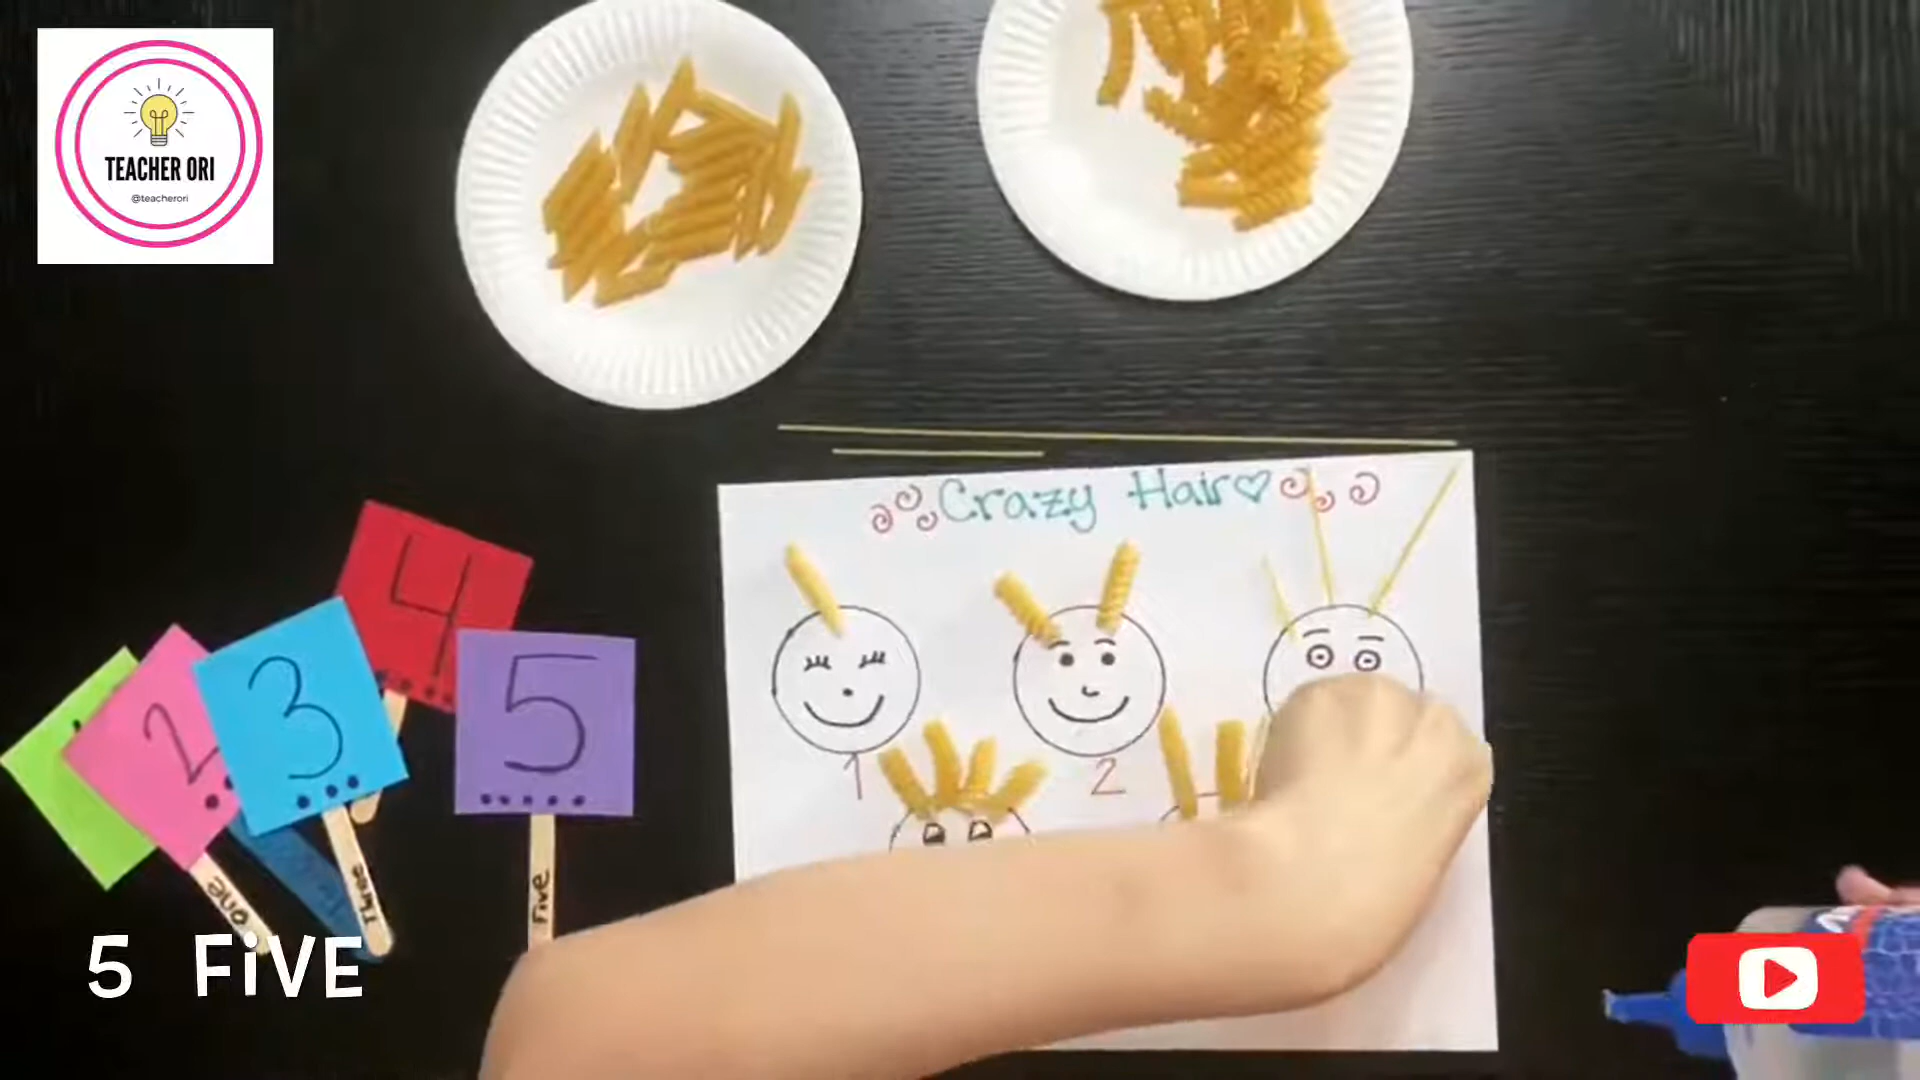 TEACHER ORI
@teacherori
Crazy Hair
4
3
2
5
1
2
one
Three
Five
5 FiVE